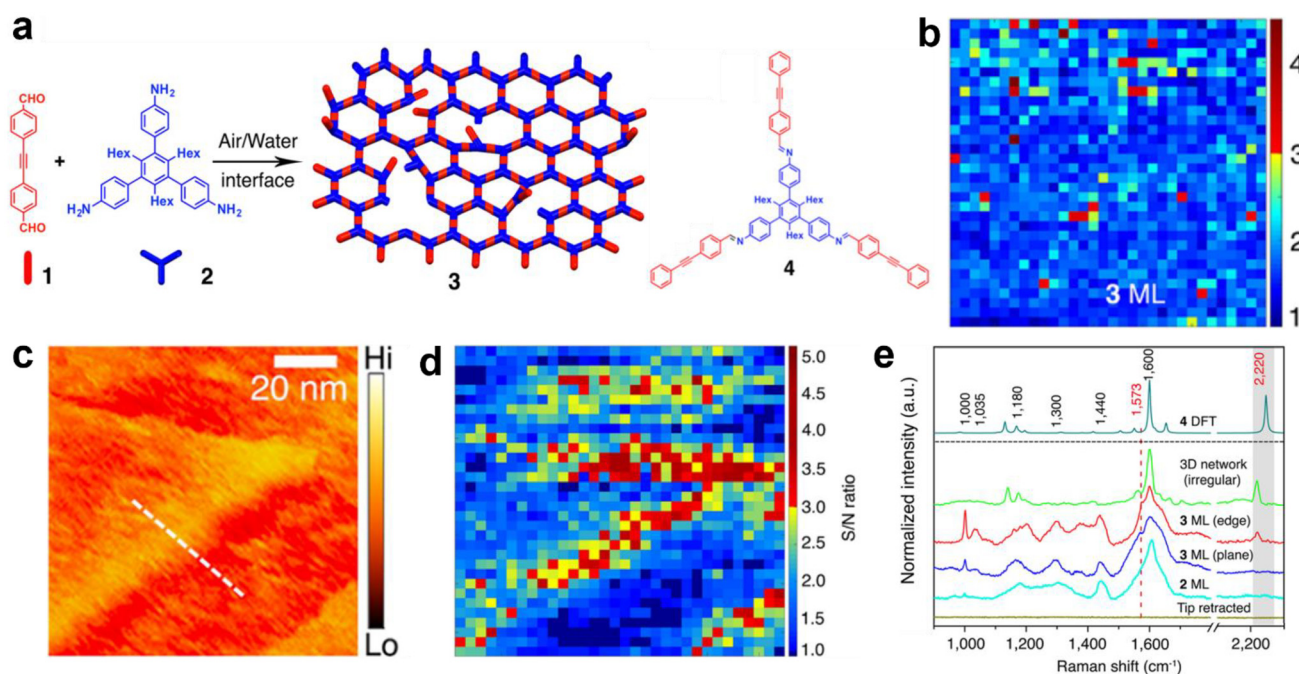 a
CHO
CHO
1
+
NH₂
Hex
Hex
Hex
H₂N
NH₂
2
Air/Water
interface
3
N
Hex
Hex
Hex
N
N
4
b
3 ML
4
3
2
1
c
20 nm
Hi
Lo
d
5.0
4.5
4.0
3.5
3.0
2.5
2.0
1.5
1.0
S/N ratio
e
Normalized intensity (a.u.)
1,000
1,035
1,180
1,300
1,440
1,573
1,600
2,220
4 DFT
3D network
(irregular)
3 ML (edge)
3 ML (plane)
2 ML
Tip retracted
1,000
1,200
1,400
1,600
2,200
Raman shift (cm⁻¹)